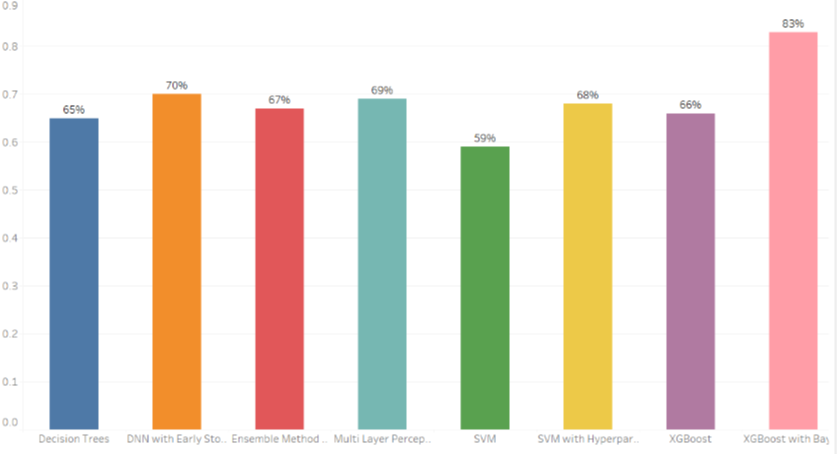 0.9
0.8
0.7
0.6
0.5
0.4
0.3
0.2
0.1
0.0
65%
70%
67%
69%
59%
68%
66%
83%
Decision Trees
DNN with Early Sto..
Ensemble Method ..
Multi Layer Percep..
SVM
SVM with Hyperpar..
XGBoost
XGBoost with Bay